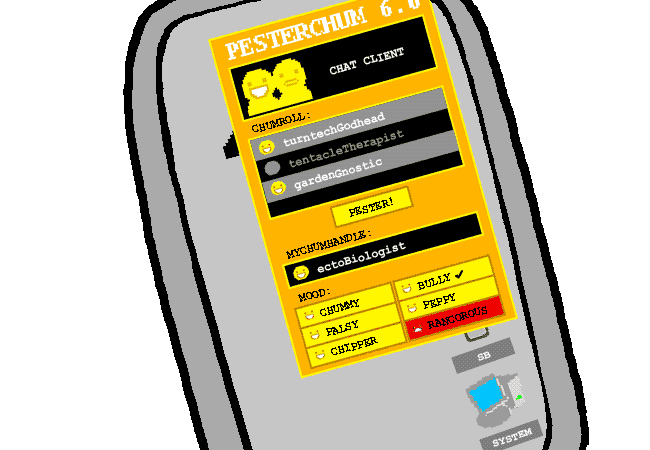 PESTERCHUM 6.0
CHAT CLIENT
CHUMROLL:
turntechGodhead
tentacleTherapist
gardenGnostic
PESTER!
MYCHUMHANDLE:
ectoBiologist
MOOD:
CHUMMY
BULLY ✔
PALSY
PEPPY
CHIPPER
RANCOROUS
SB
SYSTEM